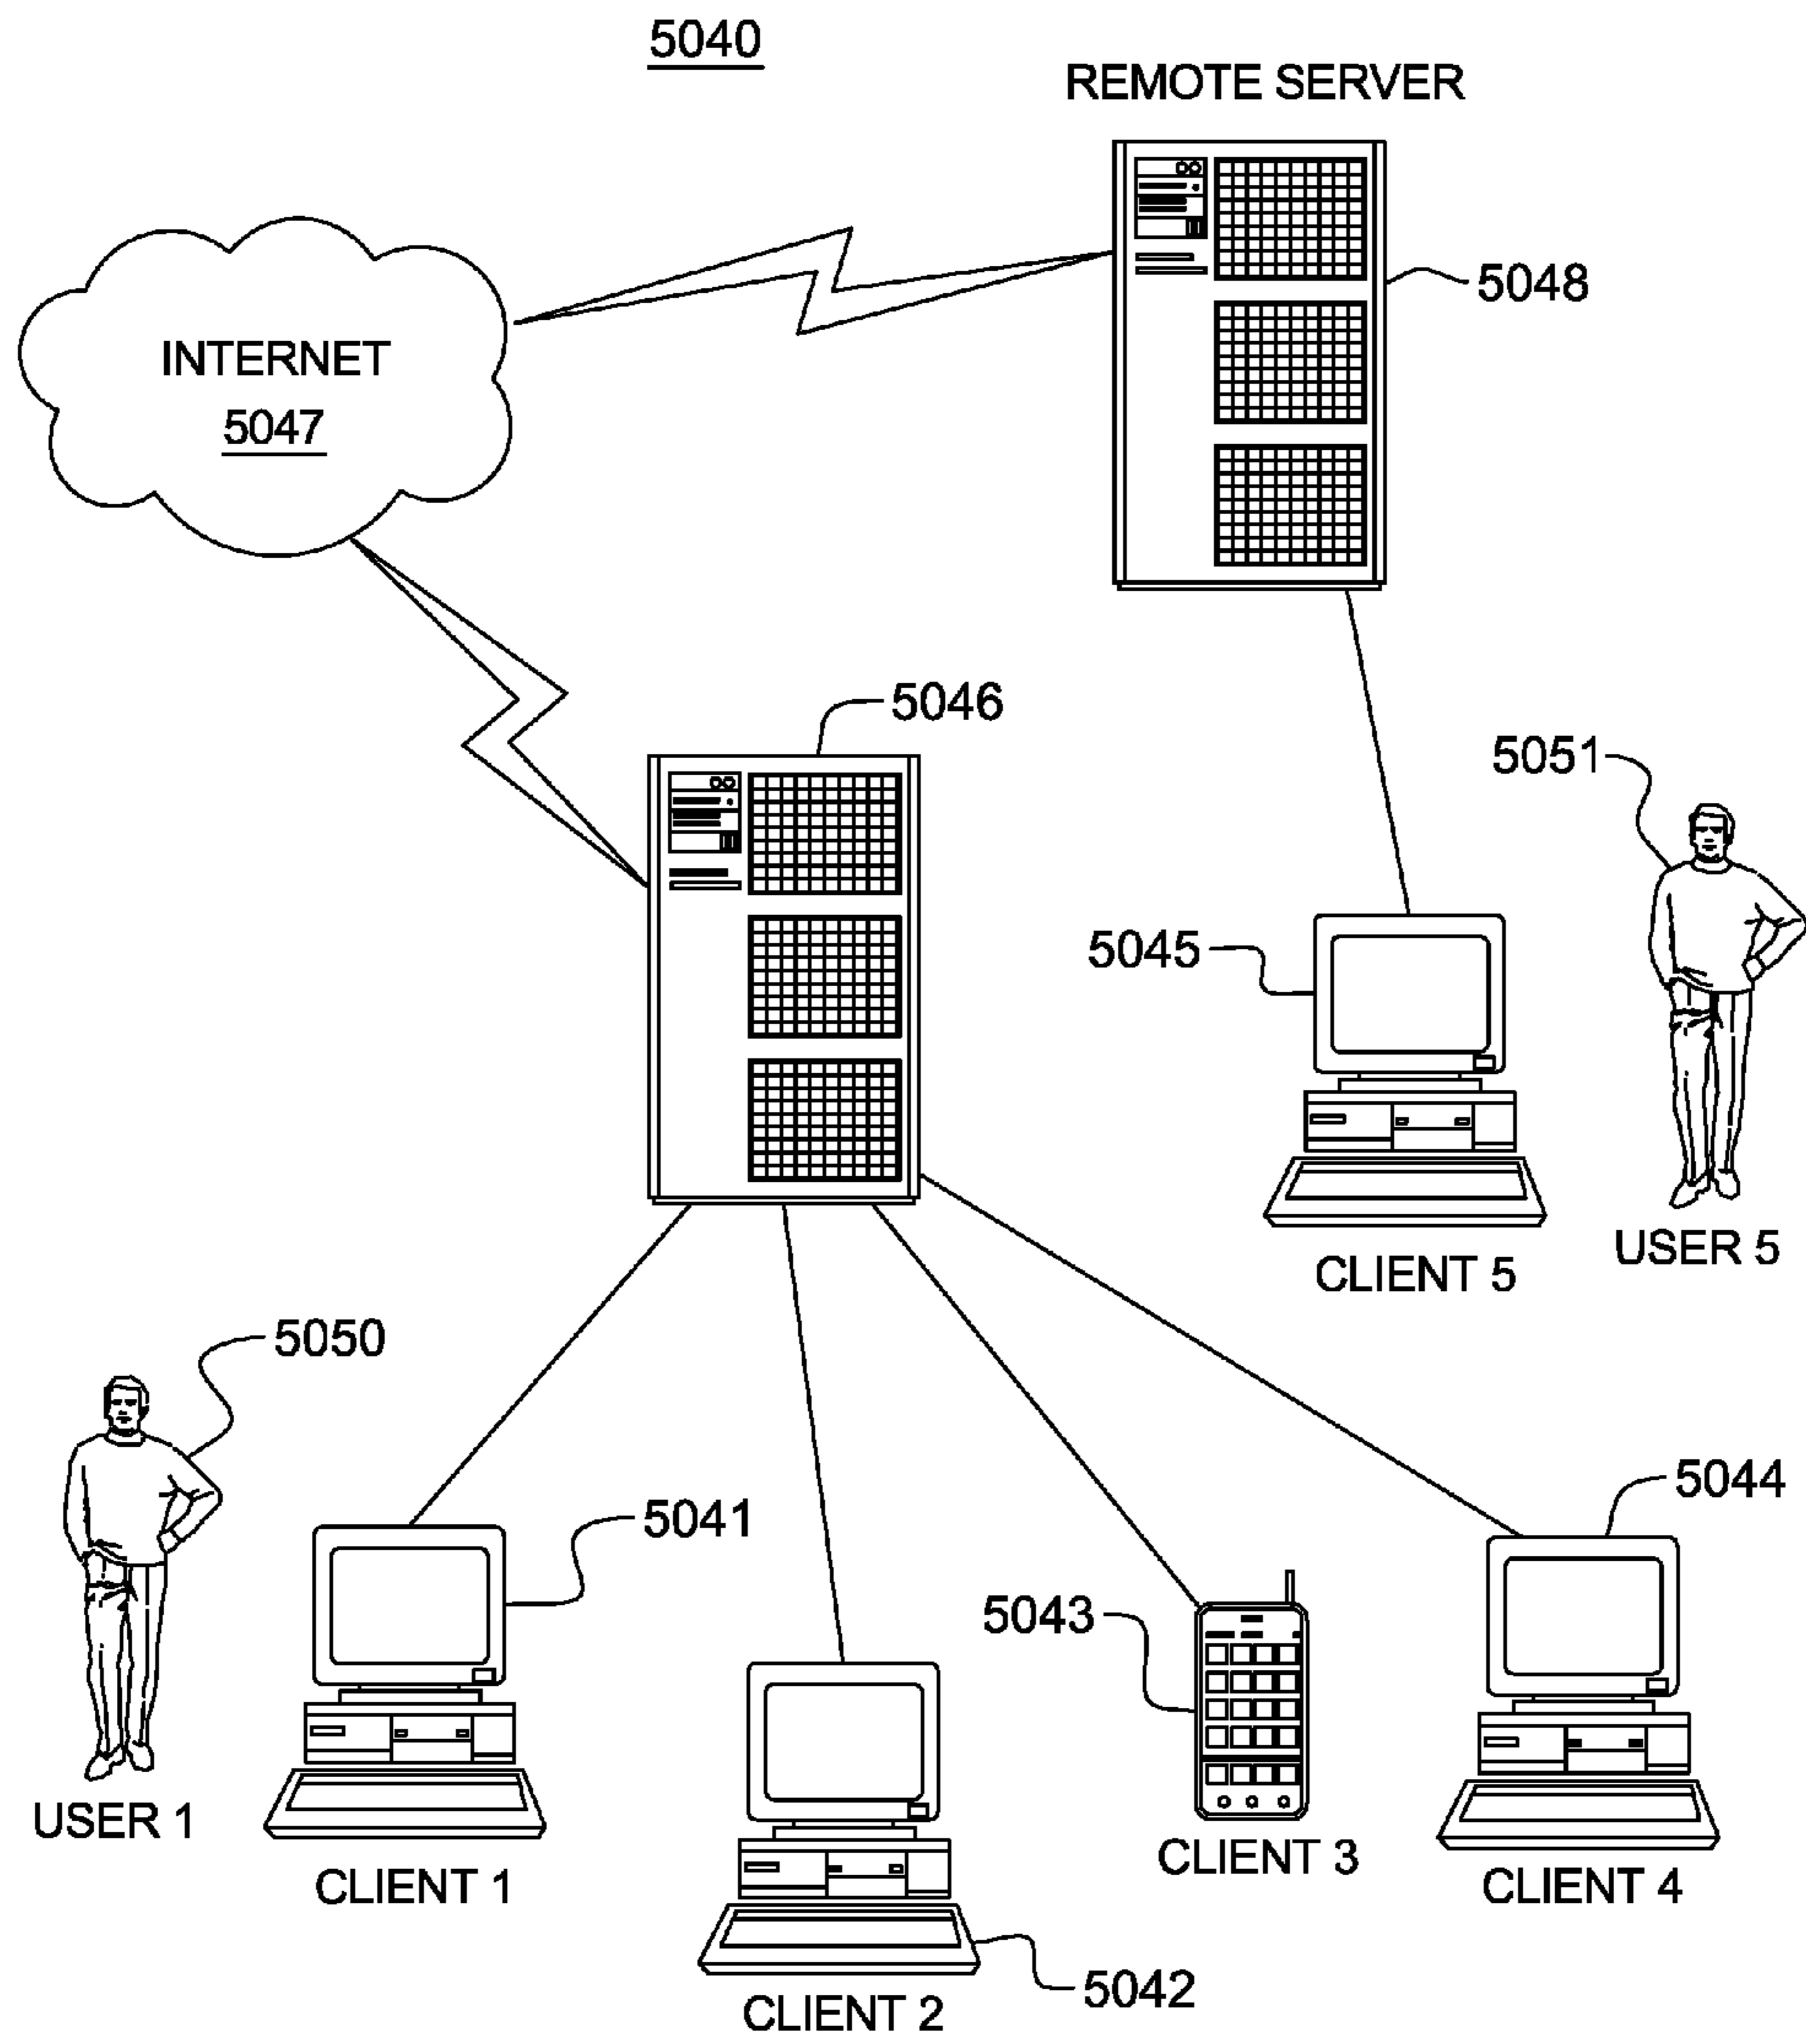 5040
REMOTE SERVER
5048
INTERNET
5047
5046
5051
5045
USER 5
CLIENT 5
5050
5044
5041
5043
USER 1
CLIENT 3
CLIENT 1
CLIENT 4
5042
CLIENT 2